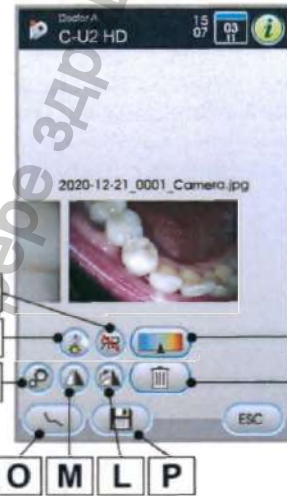 Doctor A
C-U2 HD
15
07
03
11
i
2020-12-21_0001_Camera.jpg
ESC
O M L P